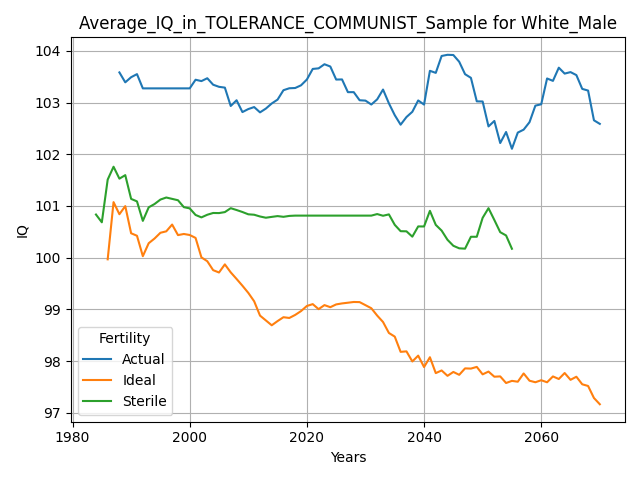 Average_IQ_in_TOLERANCE_COMMUNIST_Sample for White_Male
104
103
102
101
100
99
98
97
IQ
Fertility
Actual
Ideal
Sterile
1980
2000
2020
2040
2060
Years